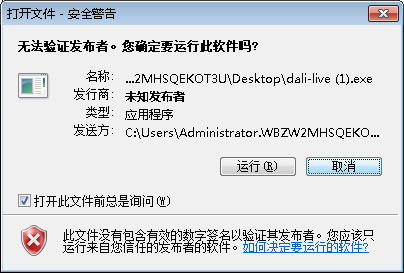 打开文件 - 安全警告
无法验证发布者。您确定要运行此软件吗?
名称: ...2MHSQEKOT3U\Desktop\dali-live (1).exe
发行商: 未知发布者
类型: 应用程序
发送方: C:\Users\Administrator.WBZW2MHSQEKO...
运行(R) 取消
打开此文件前总是询问(W)
此文件没有包含有效的数字签名以验证其发布者。您应该只
运行来自您信任的发布者的软件。如何决定要运行的软件?